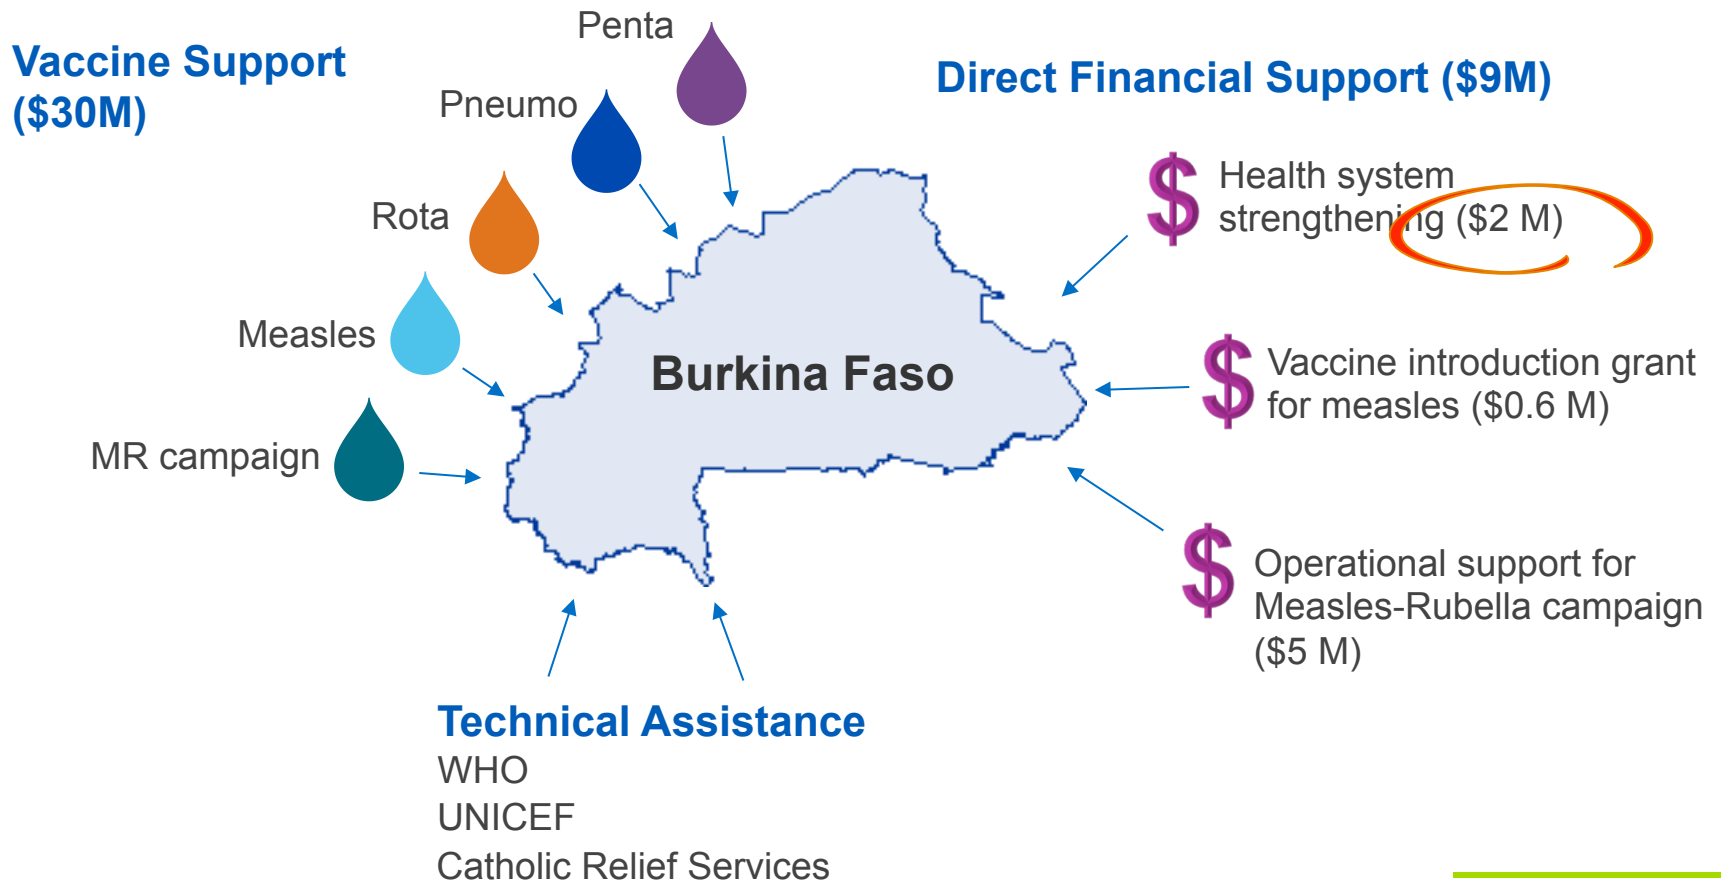 Vaccine Support
($30M)
Penta
Pneumo
Rota
Measles
MR campaign
Burkina Faso
Direct Financial Support ($9M)
$ Health system
strengthening ($2 M)
$ Vaccine introduction grant
for measles ($0.6 M)
$ Operational support for
Measles-Rubella campaign
($5 M)
Technical Assistance
WHO
UNICEF
Catholic Relief Services